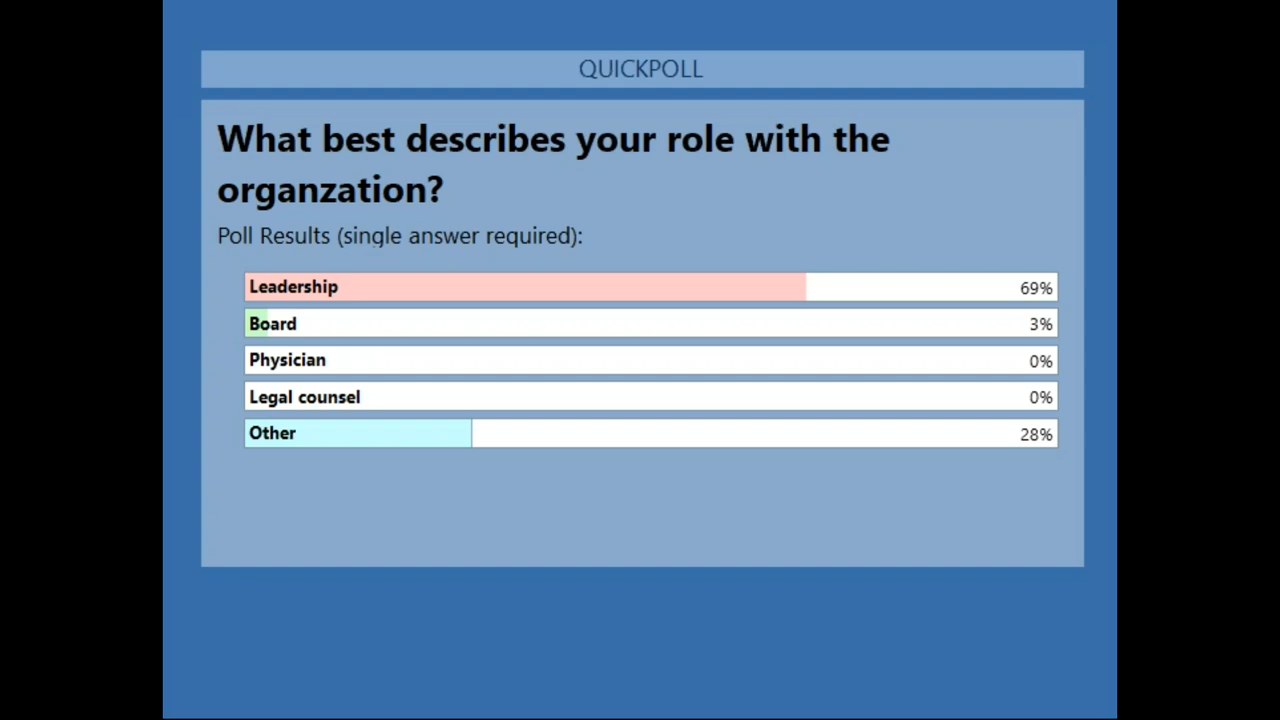 QUICKPOLL
What best describes your role with the
organzation?
Poll Results (single answer required):
Leadership 69%
Board 3%
Physician 0%
Legal counsel 0%
Other 28%